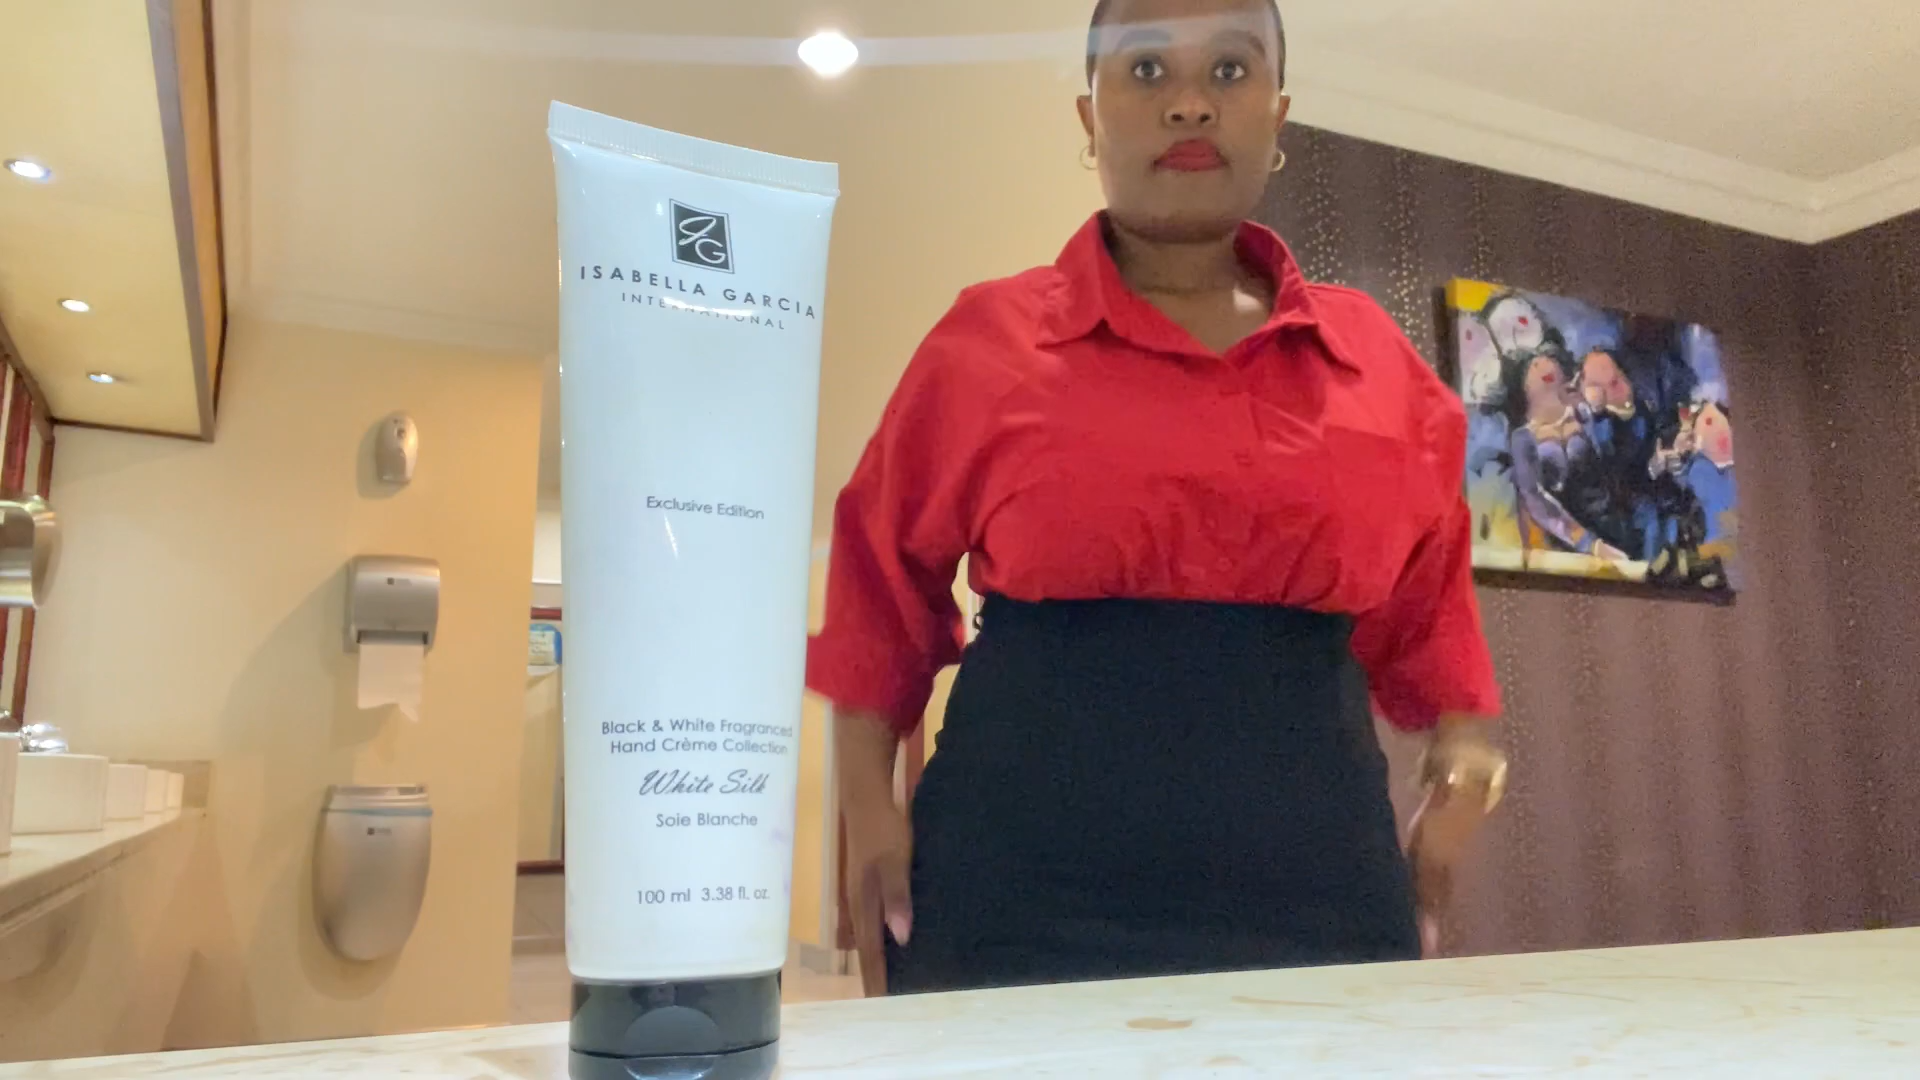 JG
ISABELLA GARCIA
INTERNATIONAL
Exclusive Edition
Black & White Fragranced
Hand Crème Collection
White Silk
Soie Blanche
100 ml 3.38 fl. oz.